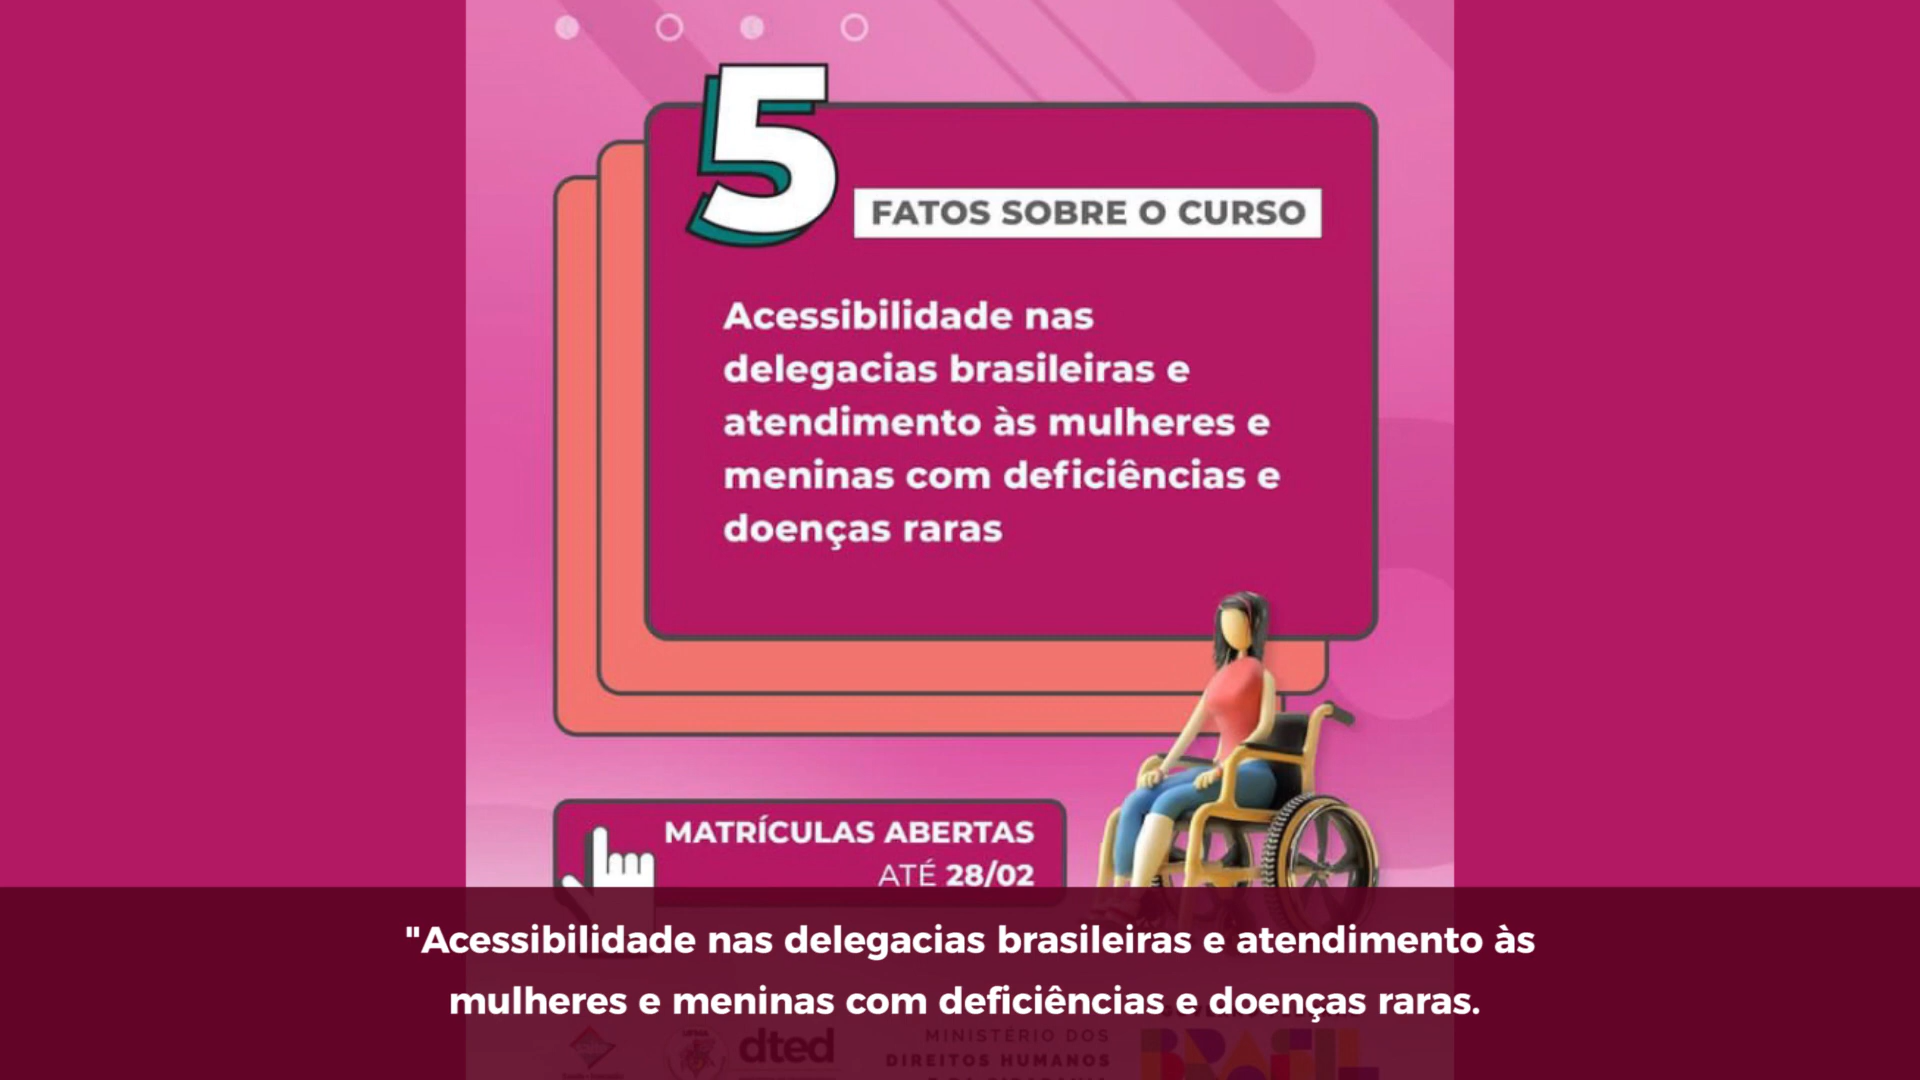 5
FATOS SOBRE O CURSO
Acessibilidade nas
delegacias brasileiras e
atendimento às mulheres e
meninas com deficiências e
doenças raras
MATRÍCULAS ABERTAS
ATÉ 28/02
"Acessibilidade nas delegacias brasileiras e atendimento às
mulheres e meninas com deficiências e doenças raras.
dted
MINISTÉRIO DOS
DIREITOS HUMANOS
BRASIL